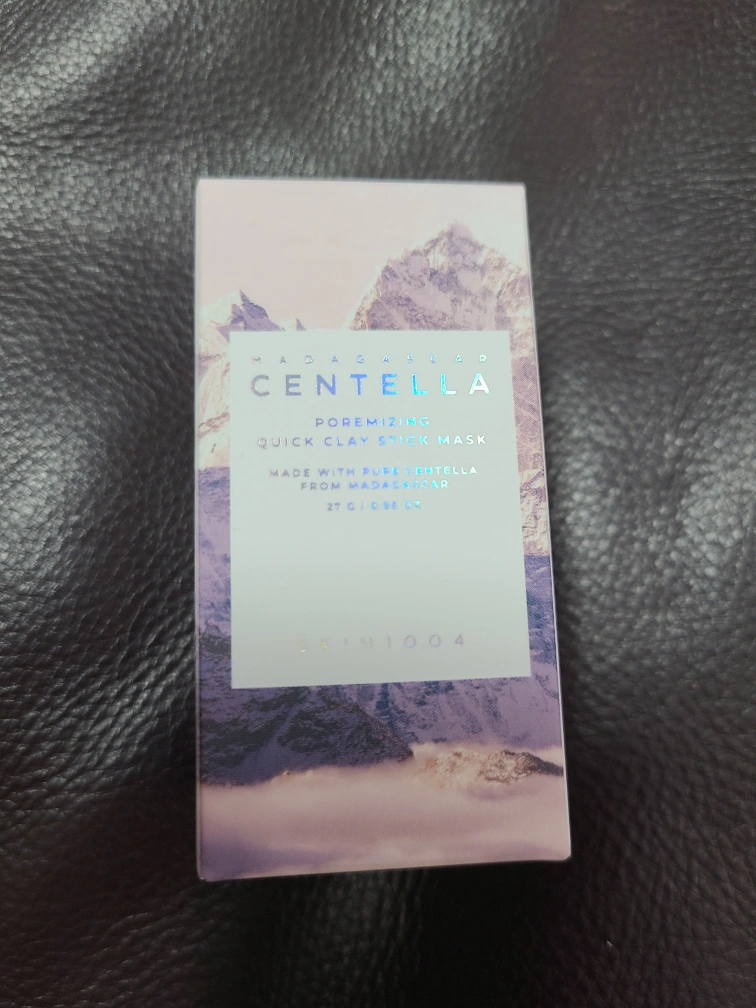 MADAGASCAR
CENTELLA
POREMIZING
QUICK CLAY STICK MASK
MADE WITH PURE CENTELLA
FROM MADAGASCAR
27 G / 0.95 OZ
SKIN1004